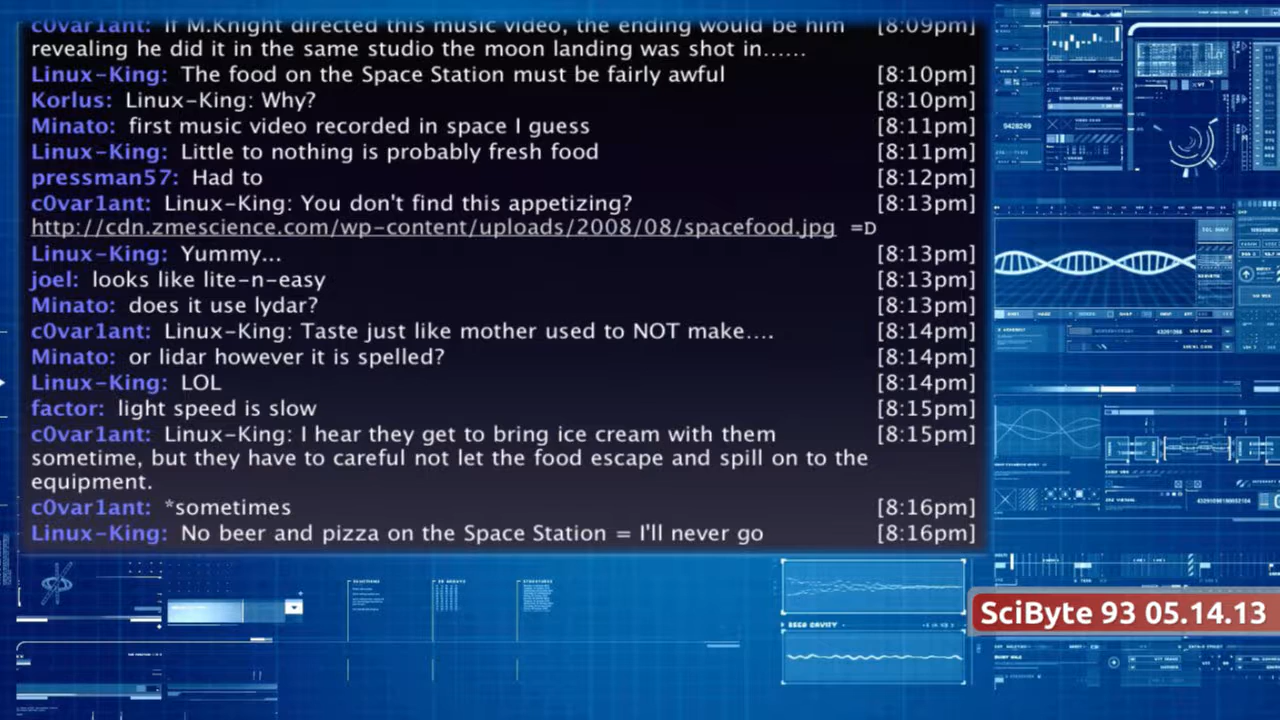 c0var1ant: If M.Knight directed this music video, the ending would be him [8:09pm]
revealing he did it in the same studio the moon landing was shot in......
Linux-King: The food on the Space Station must be fairly awful [8:10pm]
Korlus: Linux-King: Why? [8:10pm]
Minato: first music video recorded in space I guess [8:11pm]
Linux-King: Little to nothing is probably fresh food [8:11pm]
pressman57: Had to [8:12pm]
c0var1ant: Linux-King: You don't find this appetizing? [8:13pm]
http://cdn.zmescience.com/wp-content/uploads/2008/08/spacefood.jpg =D
Linux-King: Yummy... [8:13pm]
joel: looks like lite-n-easy [8:13pm]
Minato: does it use lydar? [8:13pm]
c0var1ant: Linux-King: Taste just like mother used to NOT make.... [8:14pm]
Minato: or lidar however it is spelled? [8:14pm]
Linux-King: LOL [8:14pm]
factor: light speed is slow [8:15pm]
c0var1ant: Linux-King: I hear they get to bring ice cream with them [8:15pm]
sometime, but they have to careful not let the food escape and spill on to the
equipment.
c0var1ant: *sometimes [8:16pm]
Linux-King: No beer and pizza on the Space Station = I'll never go [8:16pm]
9428249
SciByte 93 05.14.13